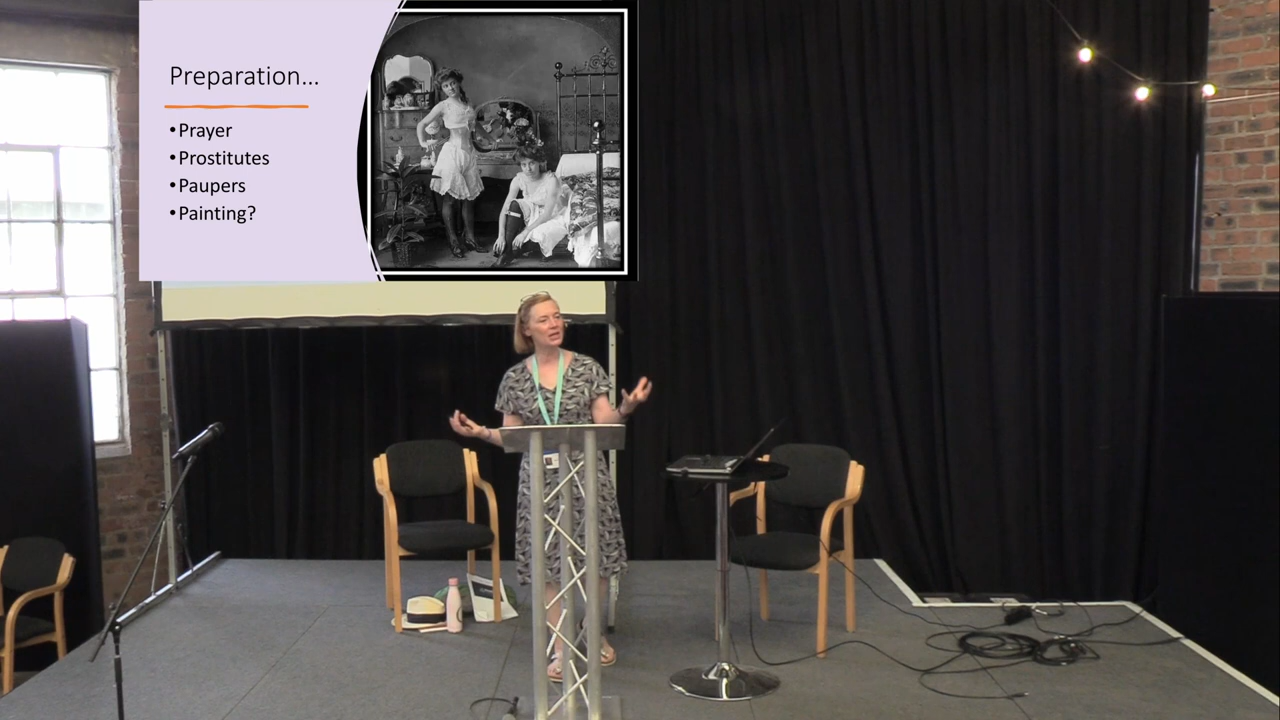 Preparation...
•Prayer
•Prostitutes
•Paupers
•Painting?